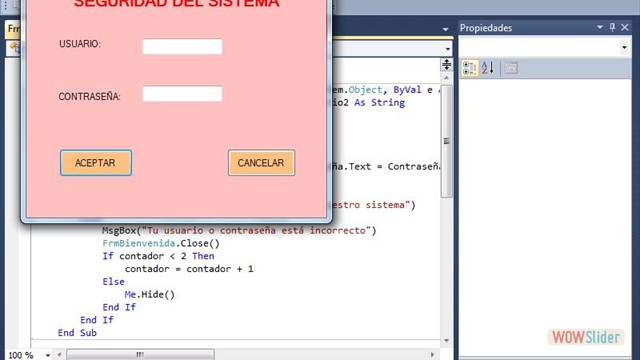 SEGURIDAD DEL SISTEMA
Propiedades
USUARIO:
CONTRASEÑA:
ACEPTAR
CANCELAR
em.Object, ByVal e A
io2 As String
ña.Text = Contraseñ
estro sistema")
MsgBox("Tu usuario o contraseña está incorrecto")
FrmBienvenida.Close()
If contador < 2 Then
contador = contador + 1
Else
Me.Hide()
End If
End If
End Sub
100 %
WOWSlider